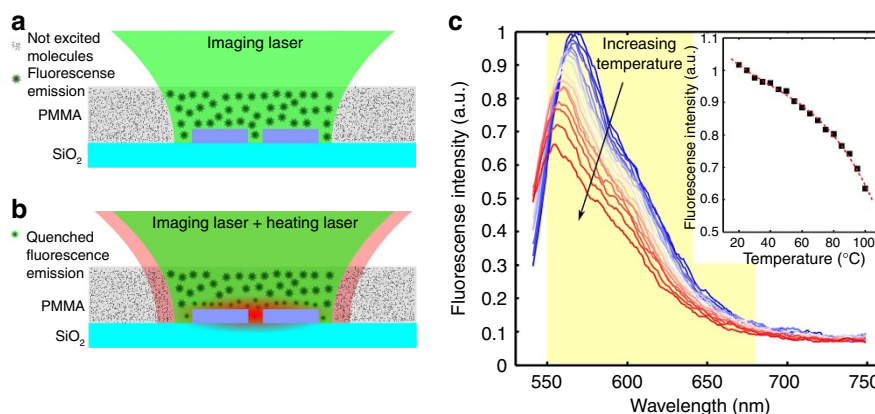 a
Not excited
molecules
Fluorescense
emission
PMMA
SiO2
Imaging laser
b
Imaging laser + heating laser
Quenched
fluorescence
emission
PMMA
SiO2
c
Fluorescense intensity (a.u.)
1
0.9
0.8
0.7
0.6
0.5
0.4
0.3
0.2
0.1
0
550 600 650 700 750
Wavelength (nm)
Increasing
temperature
Fluorescense intensity (a.u.)
1.1
1
0.9
0.8
0.7
0.6
0.5
20 40 60 80 100
Temperature (°C)